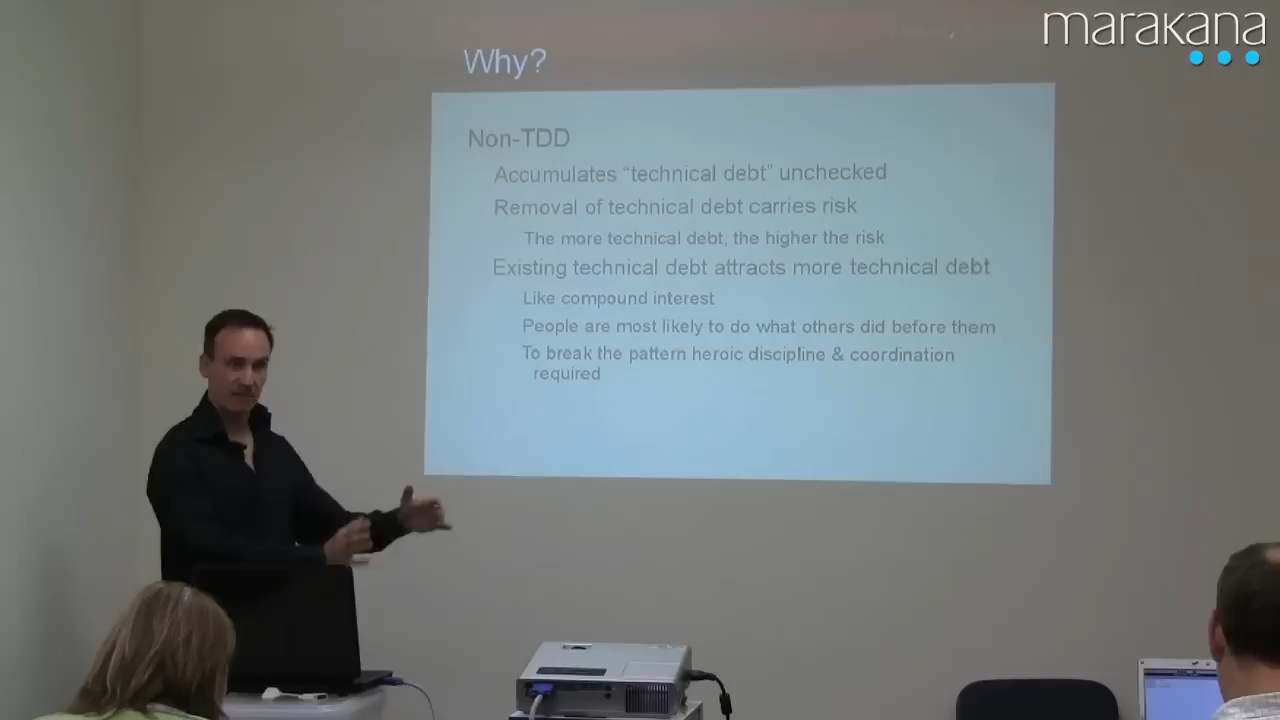 marakana
Why?
Non-TDD
Accumulates “technical debt” unchecked
Removal of technical debt carries risk
The more technical debt, the higher the risk
Existing technical debt attracts more technical debt
Like compound interest
People are most likely to do what others did before them
To break the pattern heroic discipline & coordination
required